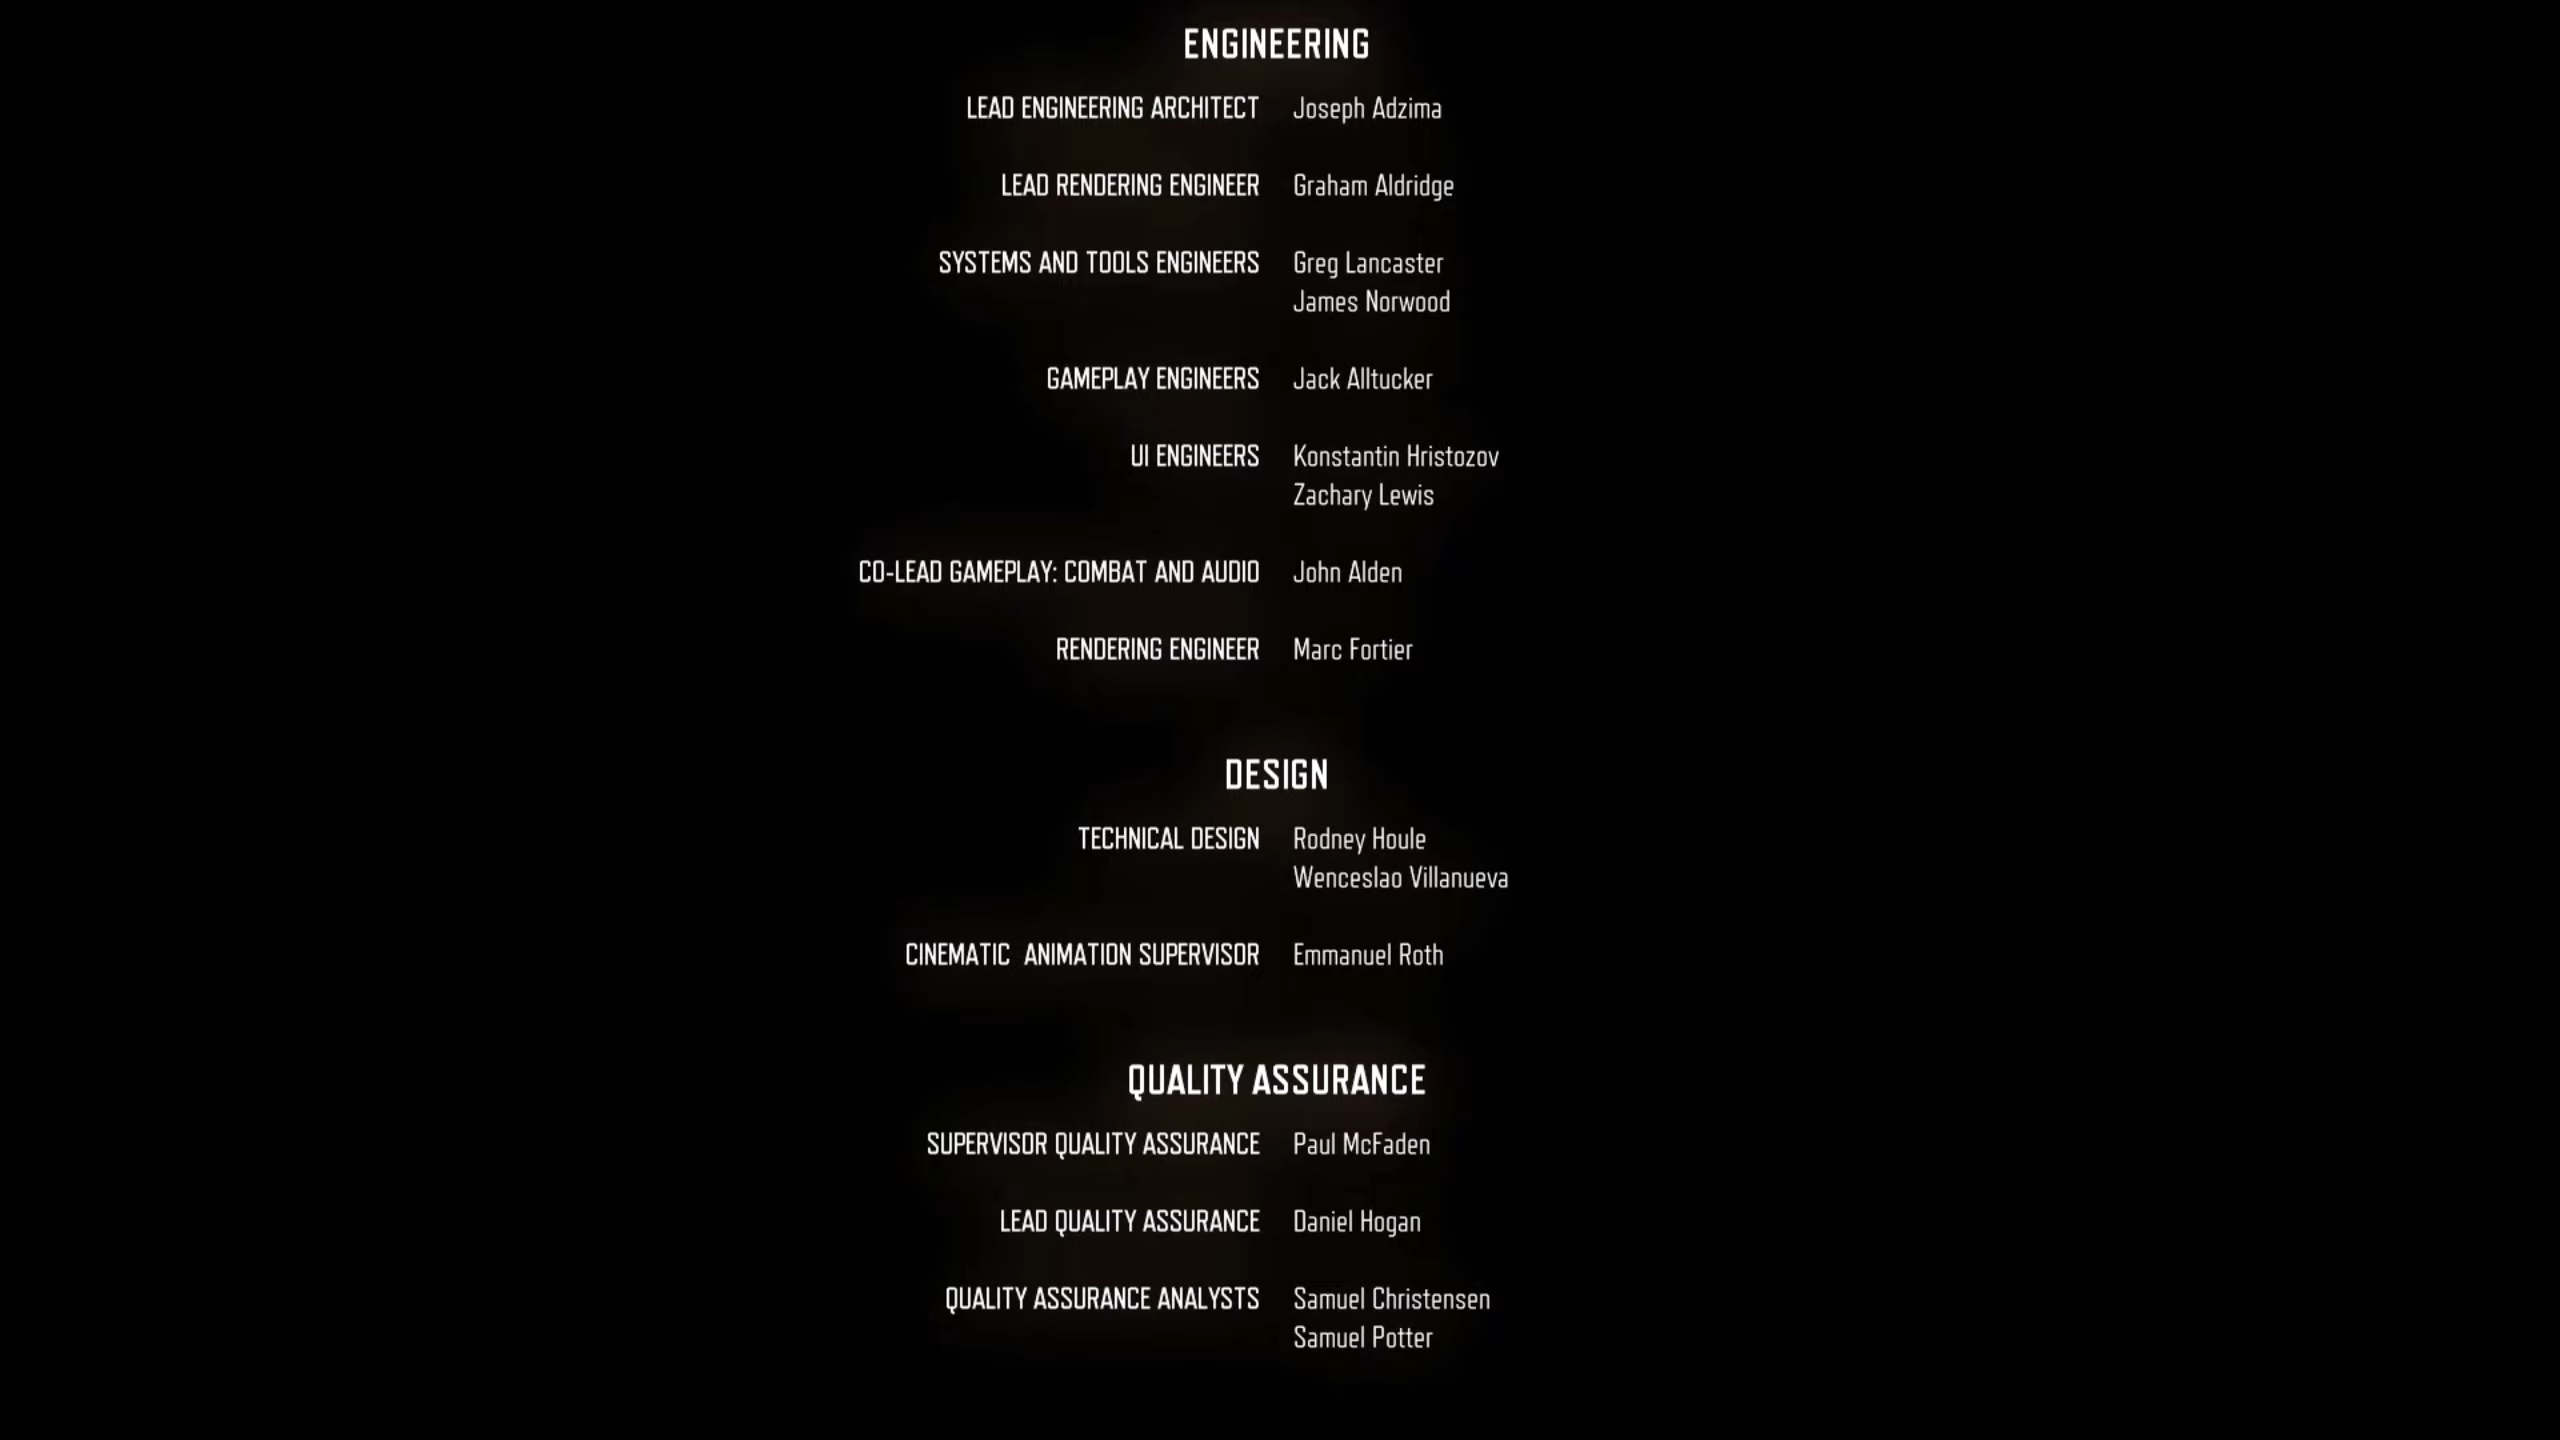 ENGINEERING
LEAD ENGINEERING ARCHITECT Joseph Adzima
LEAD RENDERING ENGINEER Graham Aldridge
SYSTEMS AND TOOLS ENGINEERS Greg Lancaster
James Norwood
GAMEPLAY ENGINEERS Jack Alltucker
UI ENGINEERS Konstantin Hristozov
Zachary Lewis
CO-LEAD GAMEPLAY: COMBAT AND AUDIO John Alden
RENDERING ENGINEER Marc Fortier
DESIGN
TECHNICAL DESIGN Rodney Houle
Wenceslao Villanueva
CINEMATIC  ANIMATION SUPERVISOR Emmanuel Roth
QUALITY ASSURANCE
SUPERVISOR QUALITY ASSURANCE Paul McFaden
LEAD QUALITY ASSURANCE Daniel Hogan
QUALITY ASSURANCE ANALYSTS Samuel Christensen
Samuel Potter